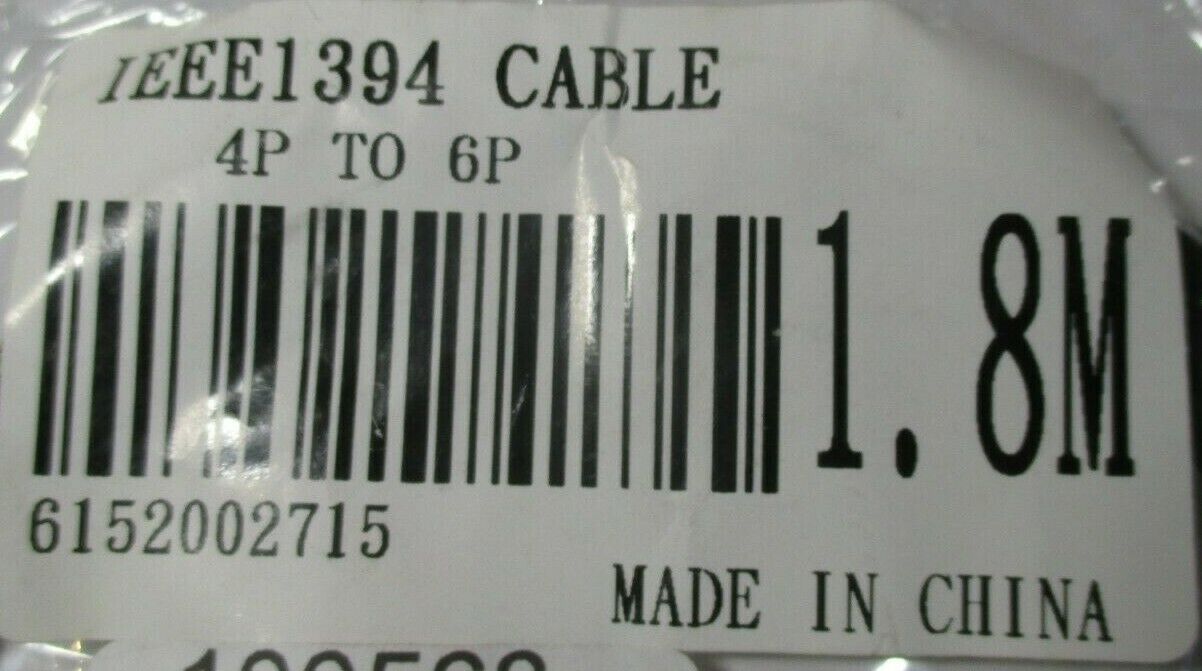 IEEE1394 CABLE
4P TO 6P
1.8M
6152002715
MADE IN CHINA